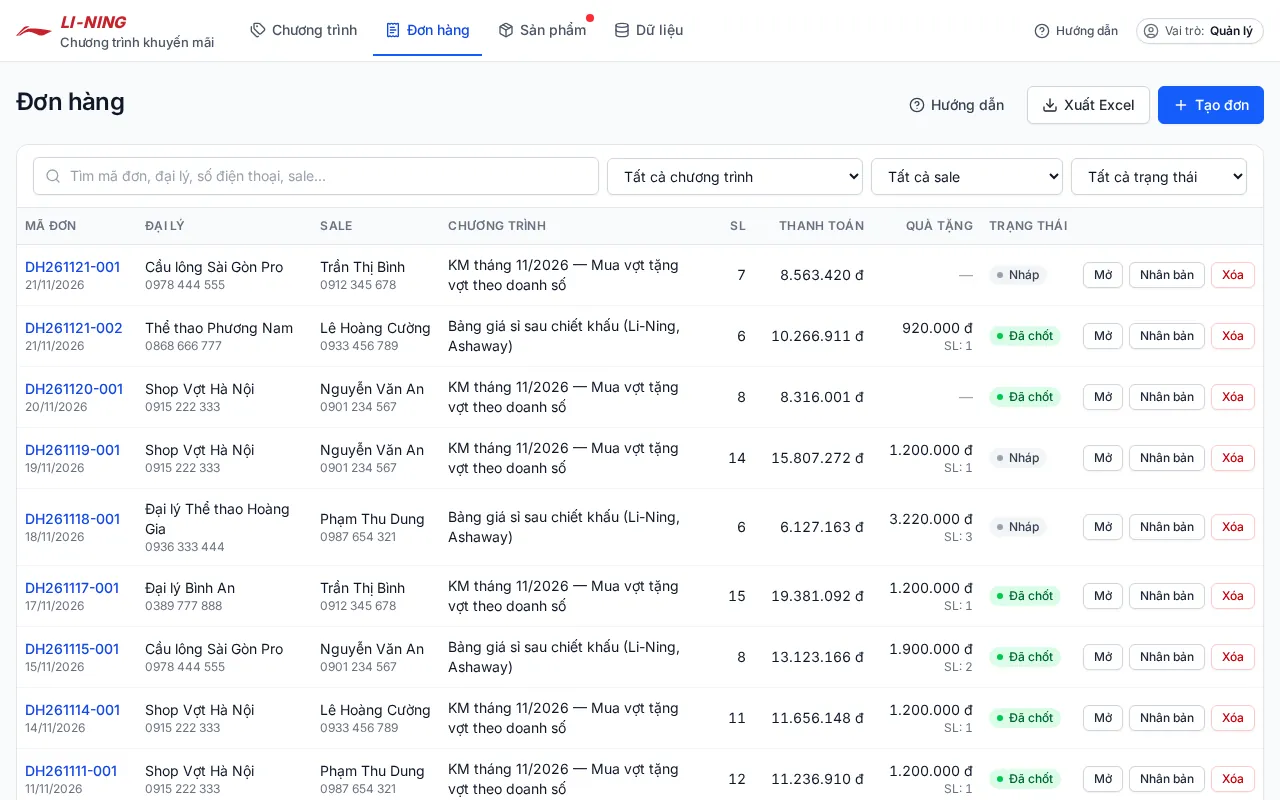 LI-NING
Chương trình khuyến mãi
Chương trình
Đơn hàng
Sản phẩm
Dữ liệu
Hướng dẫn
Vai trò: Quản lý
Đơn hàng
Hướng dẫn
Xuất Excel
Tạo đơn
Tìm mã đơn, đại lý, số điện thoại, sale...
Tất cả chương trình
Tất cả sale
Tất cả trạng thái
MÃ ĐƠN ĐẠI LÝ SALE CHƯƠNG TRÌNH SL THANH TOÁN QUÀ TẶNG TRẠNG THÁI
DH261121-001 Cầu lông Sài Gòn Pro Trần Thị Bình KM tháng 11/2026 — Mua vợt tặng 7 8.563.420 đ — Nháp Mở Nhân bản Xóa
21/11/2026 0978 444 555 0912 345 678 vợt theo doanh số
DH261121-002 Thể thao Phương Nam Lê Hoàng Cường Bảng giá sỉ sau chiết khấu (Li-Ning, 6 10.266.911 đ 920.000 đ Đã chốt Mở Nhân bản Xóa
21/11/2026 0868 666 777 0933 456 789 Ashaway) SL: 1
DH261120-001 Shop Vợt Hà Nội Nguyễn Văn An KM tháng 11/2026 — Mua vợt tặng 8 8.316.001 đ — Đã chốt Mở Nhân bản Xóa
20/11/2026 0915 222 333 0901 234 567 vợt theo doanh số
DH261119-001 Shop Vợt Hà Nội Nguyễn Văn An KM tháng 11/2026 — Mua vợt tặng 14 15.807.272 đ 1.200.000 đ Nháp Mở Nhân bản Xóa
19/11/2026 0915 222 333 0901 234 567 vợt theo doanh số SL: 1
DH261118-001 Đại lý Thể thao Hoàng Gia Phạm Thu Dung Bảng giá sỉ sau chiết khấu (Li-Ning, 6 6.127.163 đ 3.220.000 đ Nháp Mở Nhân bản Xóa
18/11/2026 0936 333 444 0987 654 321 Ashaway) SL: 3
DH261117-001 Đại lý Bình An Trần Thị Bình KM tháng 11/2026 — Mua vợt tặng 15 19.381.092 đ 1.200.000 đ Đã chốt Mở Nhân bản Xóa
17/11/2026 0389 777 888 0912 345 678 vợt theo doanh số SL: 1
DH261115-001 Cầu lông Sài Gòn Pro Nguyễn Văn An Bảng giá sỉ sau chiết khấu (Li-Ning, 8 13.123.166 đ 1.900.000 đ Đã chốt Mở Nhân bản Xóa
15/11/2026 0978 444 555 0901 234 567 Ashaway) SL: 2
DH261114-001 Shop Vợt Hà Nội Lê Hoàng Cường KM tháng 11/2026 — Mua vợt tặng 11 11.656.148 đ 1.200.000 đ Đã chốt Mở Nhân bản Xóa
14/11/2026 0915 222 333 0933 456 789 vợt theo doanh số SL: 1
DH261111-001 Shop Vợt Hà Nội Phạm Thu Dung KM tháng 11/2026 — Mua vợt tặng 12 11.236.910 đ 1.200.000 đ Đã chốt Mở Nhân bản Xóa
11/11/2026 0915 222 333 0987 654 321 vợt theo doanh số SL: 1